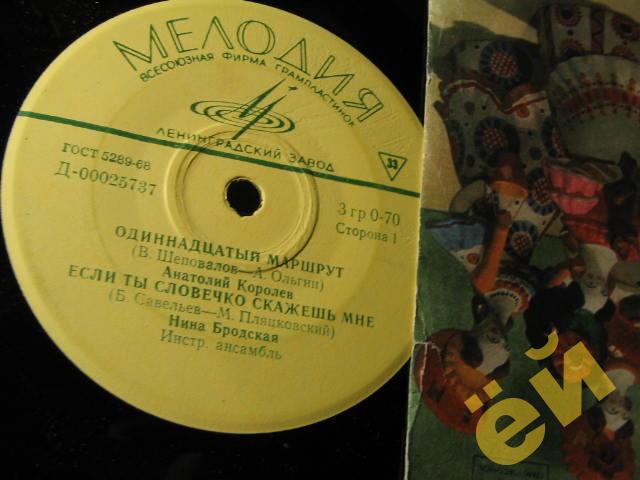 МЕЛОДИЯ
ВСЕСОЮЗНАЯ ФИРМА ГРАМПЛАСТИНОК
ЛЕНИНГРАДСКИЙ ЗАВОД
33
ГОСТ 5289-68
Д-00025737
3 гр 0-70
Сторона 1
ОДИННАДЦАТЫЙ МАРШРУТ
(В. Шеповалов—А. Ольгин)
Анатолий Королев
ЕСЛИ ТЫ СЛОВЕЧКО СКАЖЕШЬ МНЕ
(Б. Савельев—М. Пляцковский)
Нина Бродская
Инстр. ансамбль
ёй